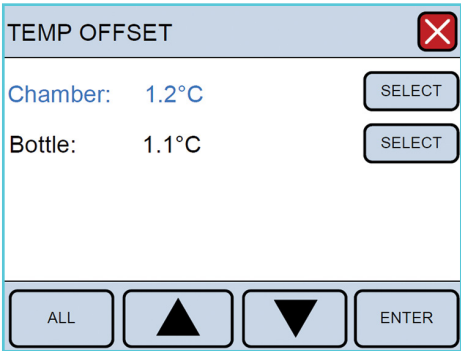 TEMP OFFSET
Chamber: 1.2°C SELECT
Bottle: 1.1°C SELECT
ALL ENTER